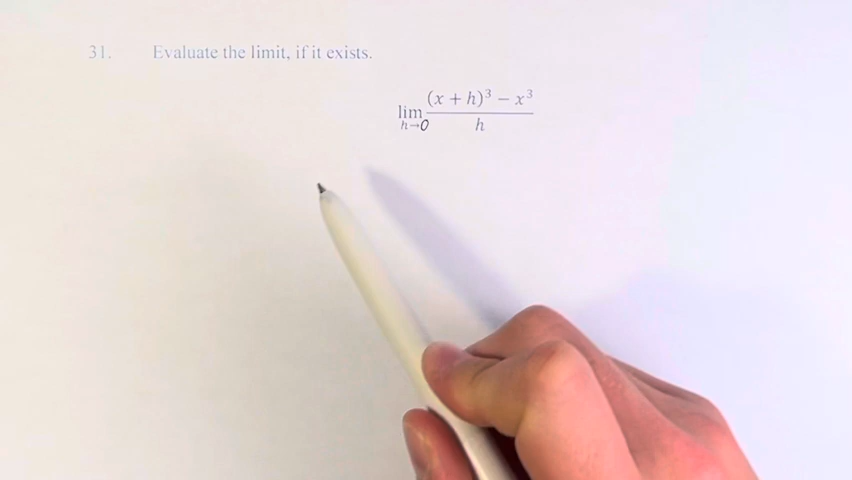 31. Evaluate the limit, if it exists.
lim h→0 (x + h)³ − x³ / h